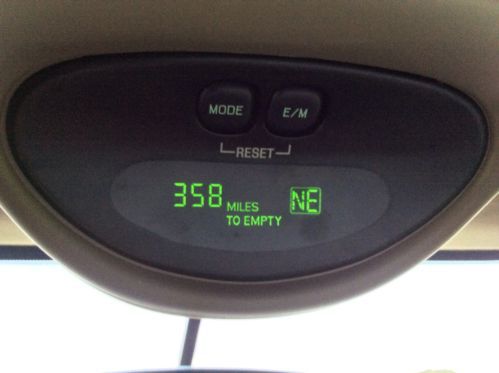 MODE E/M
RESET
358 MILES NE
TO EMPTY